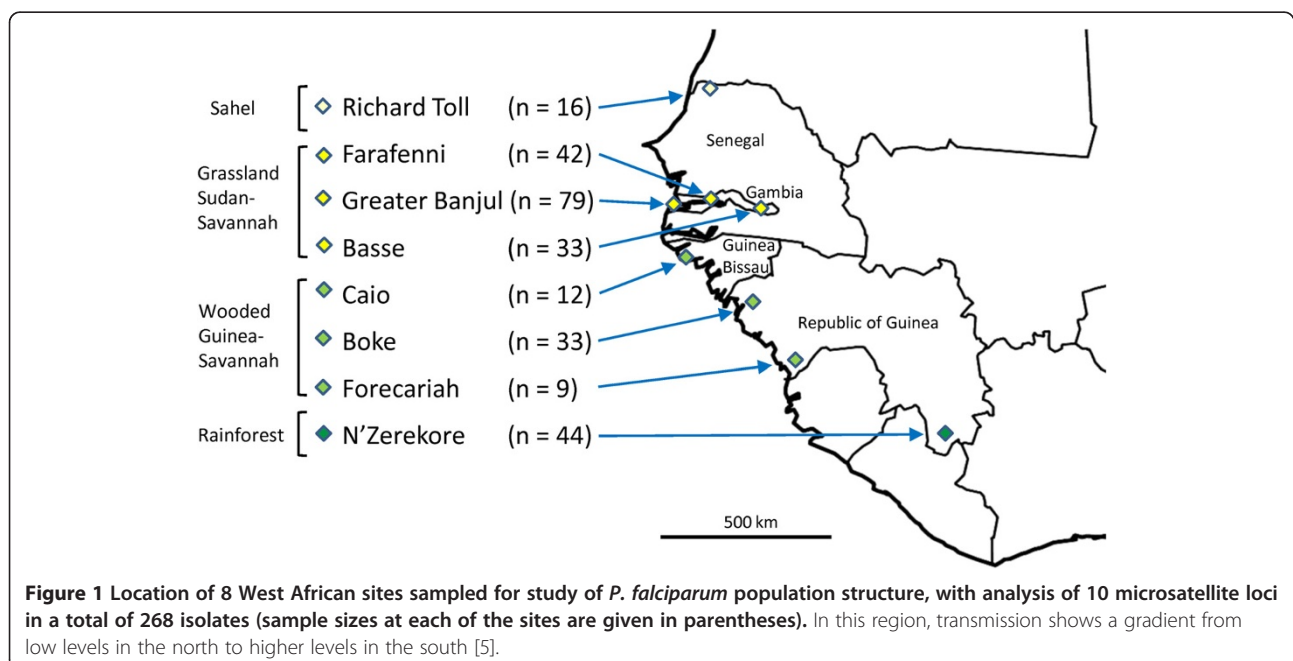 Sahel
Richard Toll (n = 16)
Grassland
Sudan-
Savannah
Farafenni (n = 42)
Greater Banjul (n = 79)
Basse (n = 33)
Wooded
Guinea-
Savannah
Caio (n = 12)
Boke (n = 33)
Forecariah (n = 9)
Rainforest
N'Zerekore (n = 44)
Senegal
Gambia
Guinea
Bissau
Republic of Guinea
500 km
Figure 1 Location of 8 West African sites sampled for study of P. falciparum population structure, with analysis of 10 microsatellite loci
in a total of 268 isolates (sample sizes at each of the sites are given in parentheses). In this region, transmission shows a gradient from
low levels in the north to higher levels in the south [5].